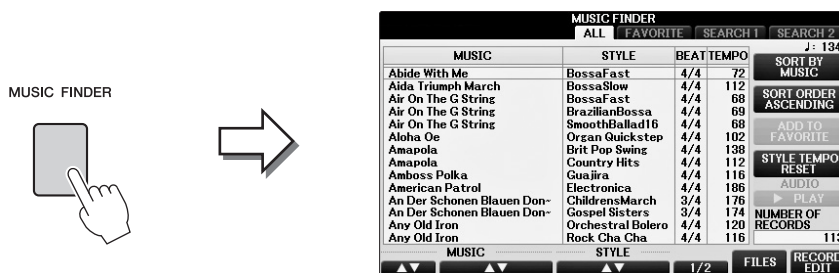 MUSIC FINDER
MUSIC FINDER
ALL FAVORITE SEARCH 1 SEARCH 2
♩: 134
MUSIC STYLE BEAT TEMPO
Abide With Me BossaFast 4/4 72
Aida Triumph March BossaSlow 4/4 112
Air On The G String BossaFast 4/4 68
Air On The G String BrazilianBossa 4/4 69
Air On The G String SmoothBallad16 4/4 68
Aloha Oe Organ Quickstep 4/4 102
Amapola Brit Pop Swing 4/4 138
Amapola Country Hits 4/4 112
Amboss Polka Guajira 4/4 116
American Patrol Electronica 4/4 186
An Der Schonen Blauen Don~ ChildrensMarch 3/4 176
An Der Schonen Blauen Don~ Gospel Sisters 3/4 174
Any Old Iron Orchestral Bolero 4/4 120
Any Old Iron Rock Cha Cha 4/4 116
SORT BY
MUSIC
SORT ORDER
ASCENDING
ADD TO
FAVORITE
STYLE TEMPO
RESET
AUDIO
▶ PLAY
NUMBER OF
RECORDS
113
MUSIC STYLE
▲▼ ▲▼ ▲▼ 1/2 FILES RECORD
EDIT